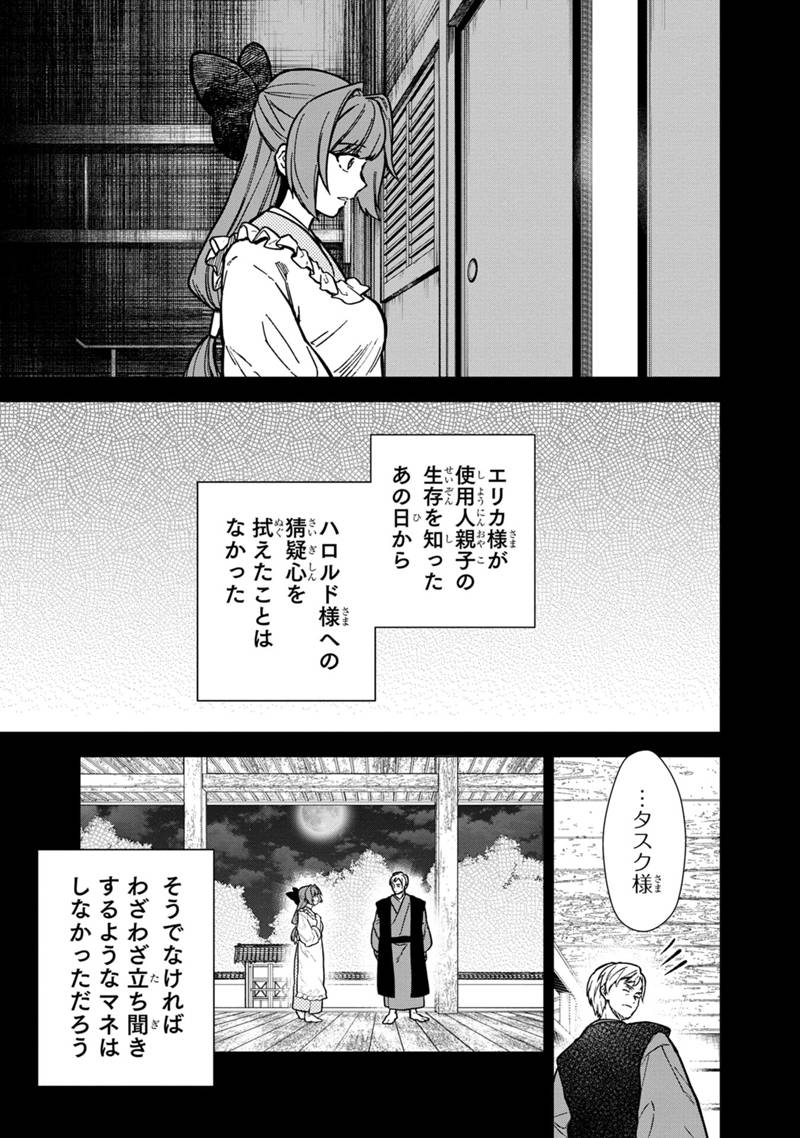 エリカ様が
使用人親子の
生存を知った
あの日から
ハロルド様への
猜疑心を
拭えたことは
なかった
…タスク様
そうでなければ
わざわざ立ち聞き
するようなマネは
しなかっただろう